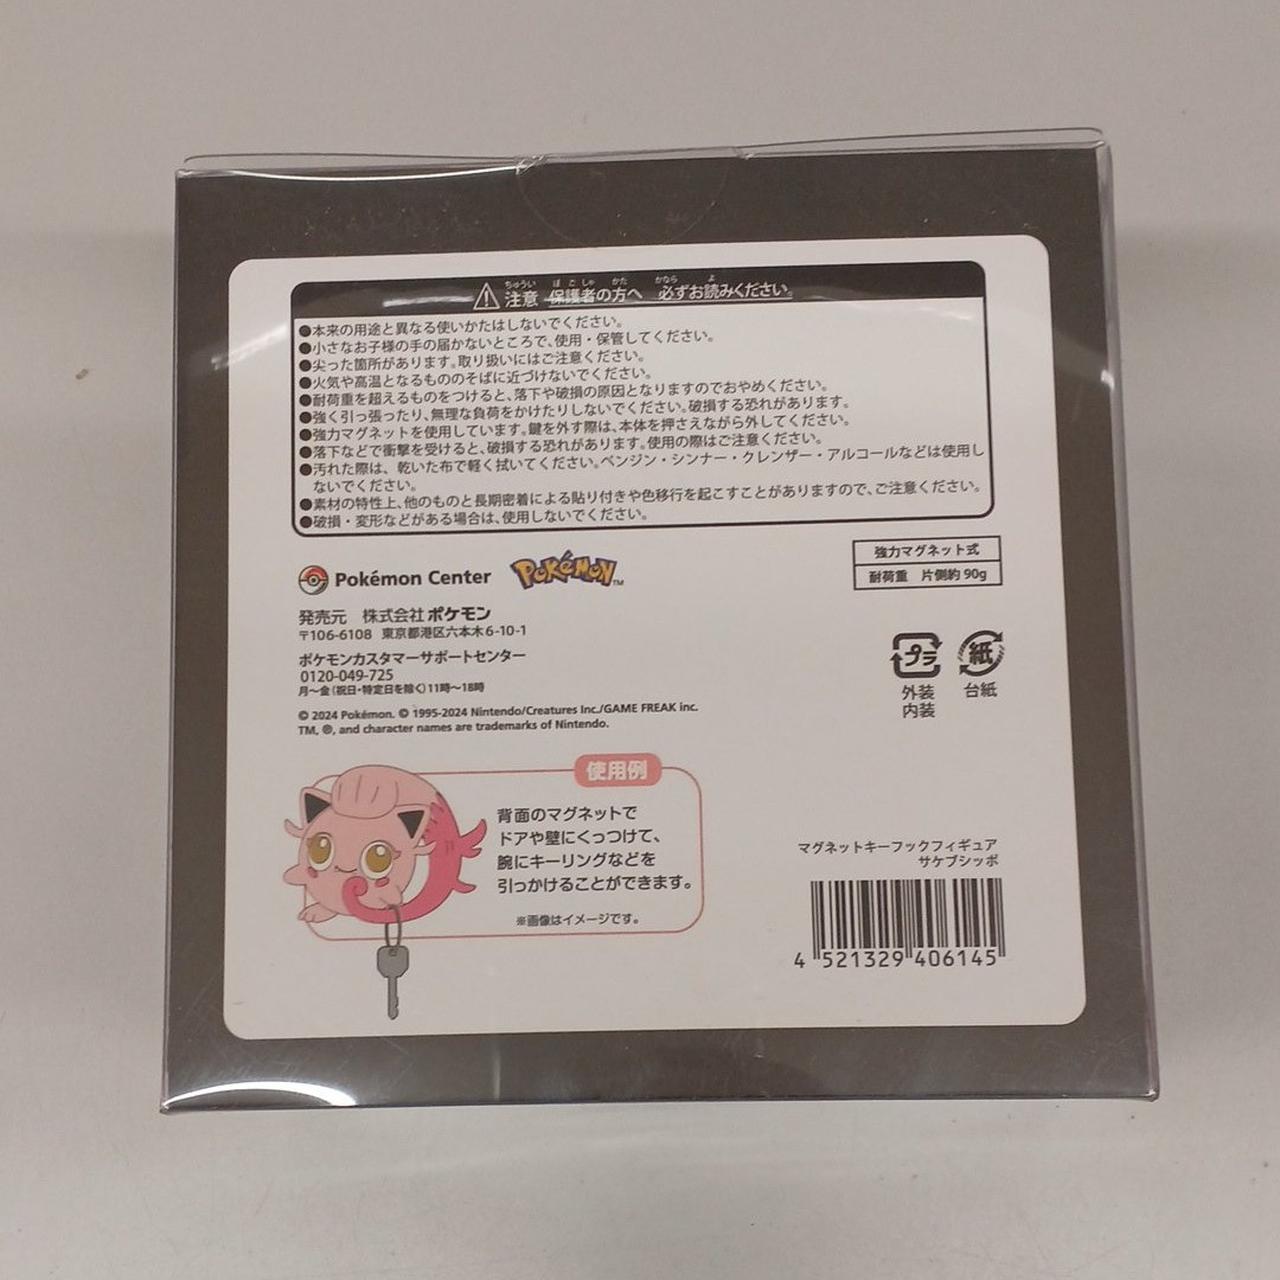 注意 保護者の方へ 必ずお読みください。
ちゅうい ほごしゃ かた かなら よ
●本来の用途と異なる使いかたはしないでください。
●小さなお子様の手の届かないところで、使用・保管してください。
●尖った箇所があります。取り扱いにはご注意ください。
●火気や高温となるもののそばに近づけないでください。
●耐荷重を超えるものをつけると、落下や破損の原因となりますのでおやめください。
●強く引っ張ったり、無理な負荷をかけたりしないでください。破損する恐れがあります。
●強力マグネットを使用しています。鍵を外す際は、本体を押さえながら外してください。
●落下などで衝撃を受けると、破損する恐れがあります。使用の際はご注意ください。
●汚れた際は、乾いた布で軽く拭いてください。ベンジン・シンナー・クレンザー・アルコールなどは使用し
ないでください。
●素材の特性上、他のものと長期密着による貼り付きや色移行を起こすことがありますので、ご注意ください。
●破損・変形などがある場合は、使用しないでください。
Pokémon Center POKéMON TM
強力マグネット式
耐荷重 片側約90g
発売元 株式会社ポケモン
〒106-6108 東京都港区六本木6-10-1
ポケモンカスタマーサポートセンター
0120-049-725
月～金(祝日・特定日を除く)11時～18時
プラ 紙
外装 台紙
内装
© 2024 Pokémon. © 1995-2024 Nintendo/Creatures Inc./GAME FREAK inc.
TM, ®, and character names are trademarks of Nintendo.
使用例
背面のマグネットで
ドアや壁にくっつけて、
腕にキーリングなどを
引っかけることができます。
※画像はイメージです。
マグネットキーフックフィギュア
サケブシッポ
4 521329 406145